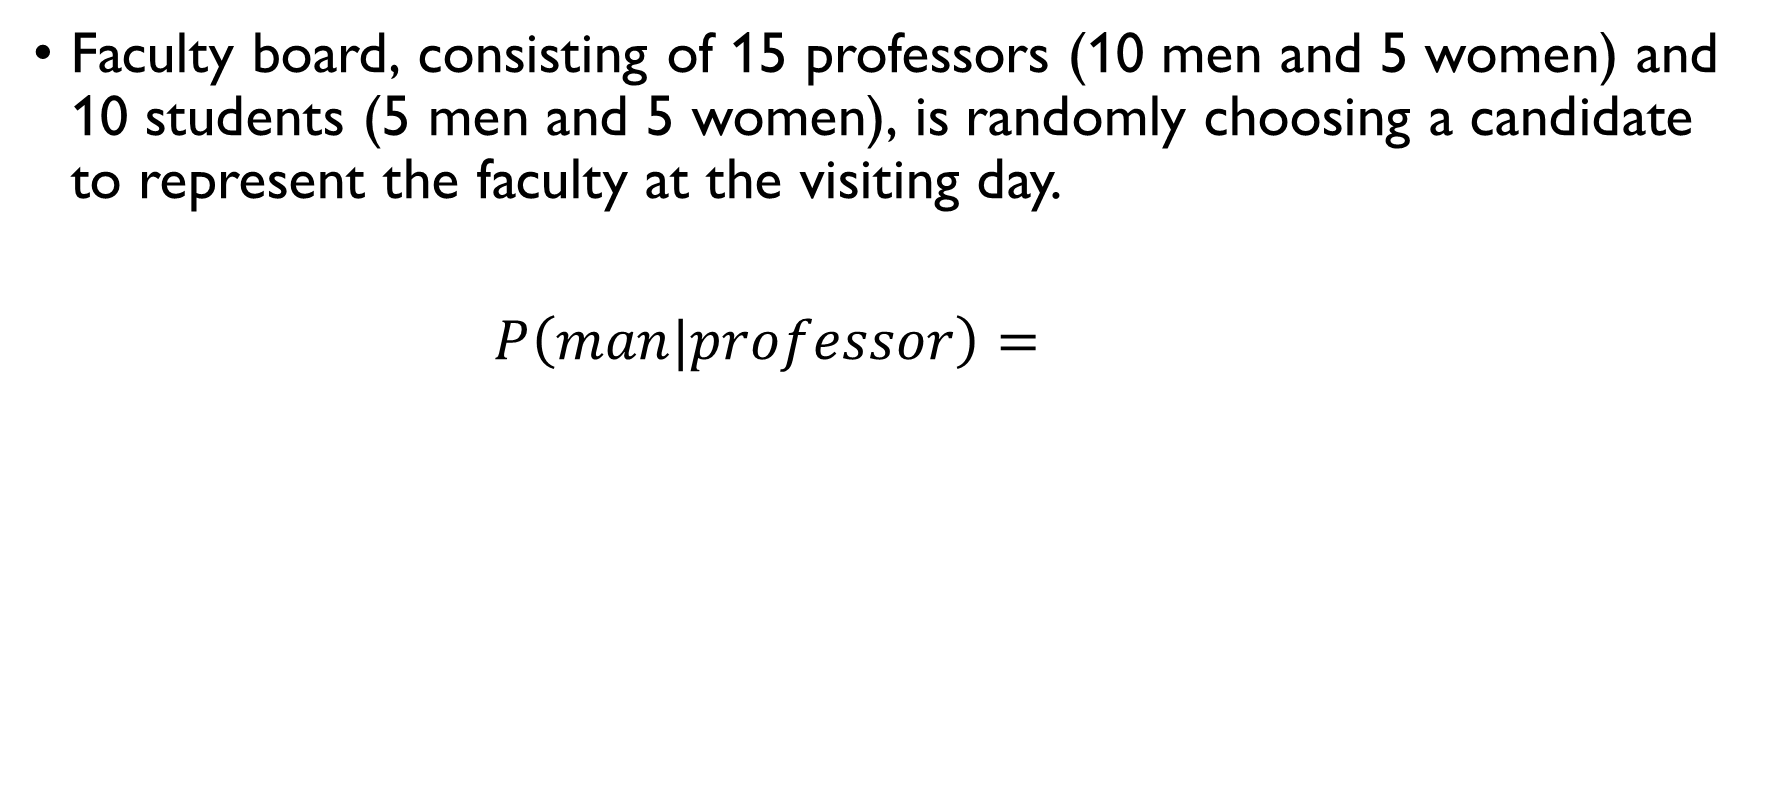 • Faculty board, consisting of 15 professors (10 men and 5 women) and
10 students (5 men and 5 women), is randomly choosing a candidate
to represent the faculty at the visiting day.
P(man|professor) =